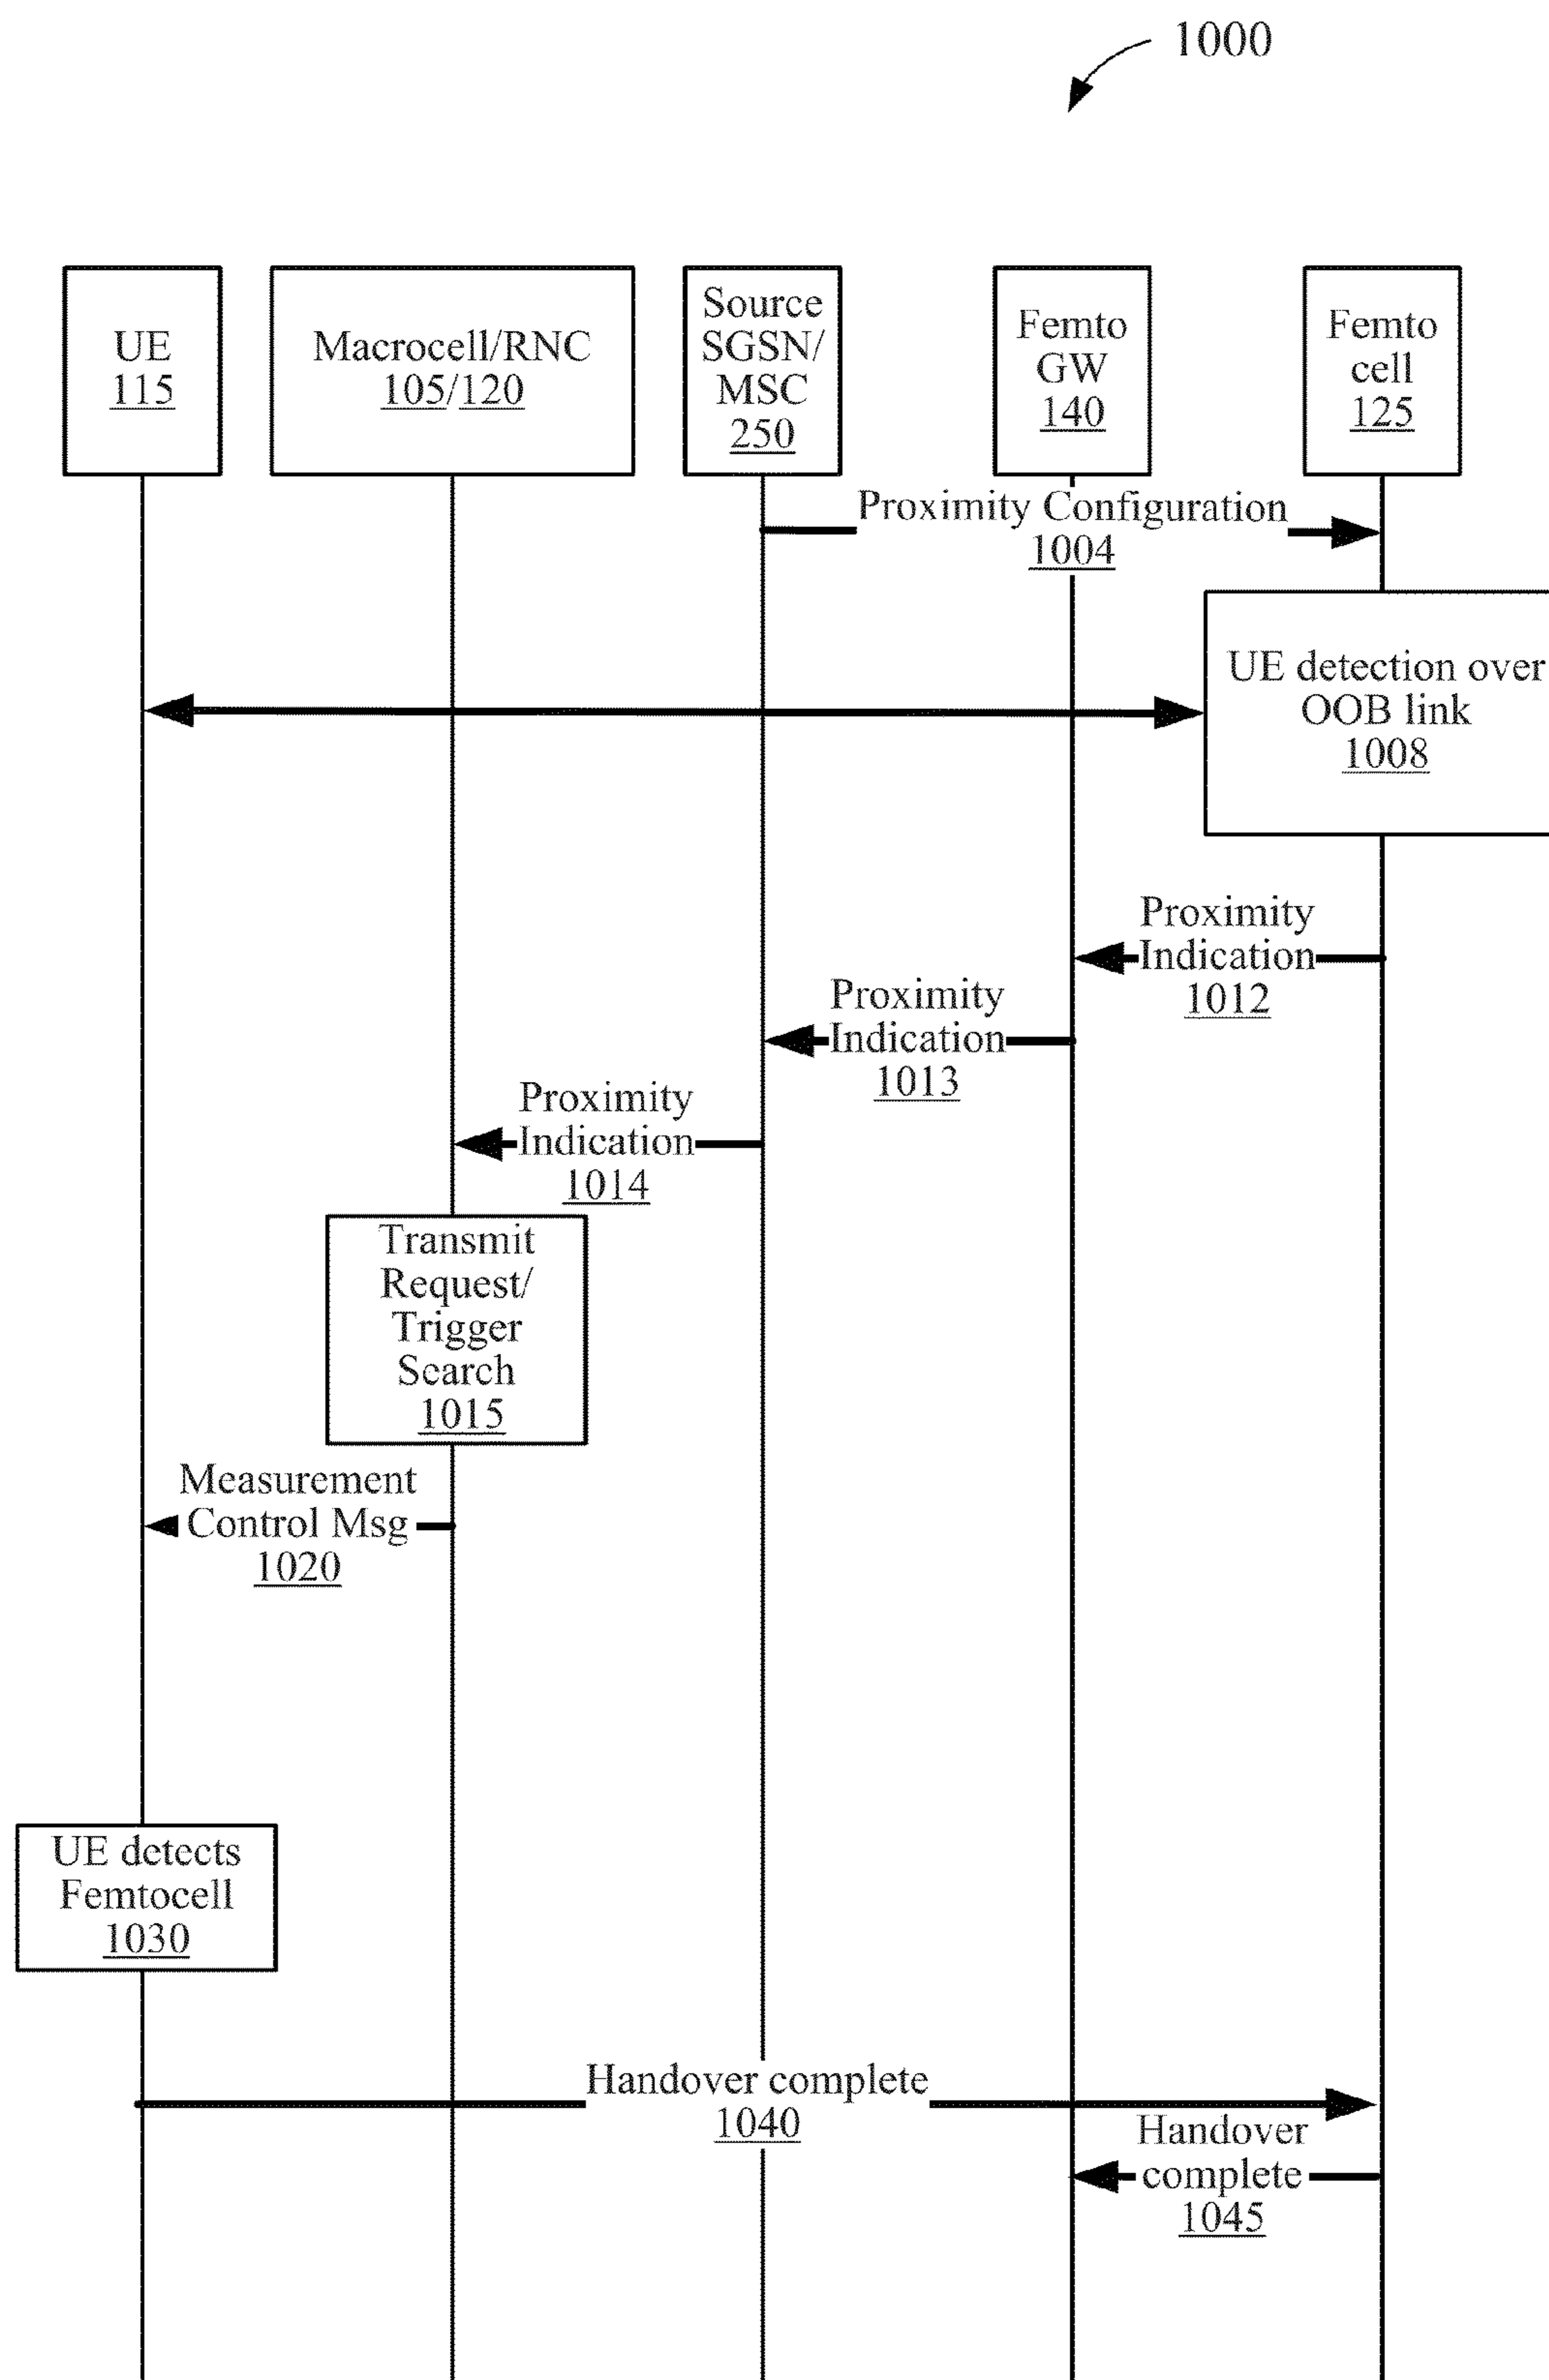 1000
UE
115
Macrocell/RNC
105/120
Source
SGSN/
MSC
250
Femto
GW
140
Femto
cell
125
Proximity Configuration
1004
UE detection over
OOB link
1008
Proximity
Indication
1012
Proximity
Indication
1013
Proximity
Indication
1014
Transmit
Request/
Trigger
Search
1015
Measurement
Control Msg
1020
UE detects
Femtocell
1030
Handover complete
1040
Handover
complete
1045